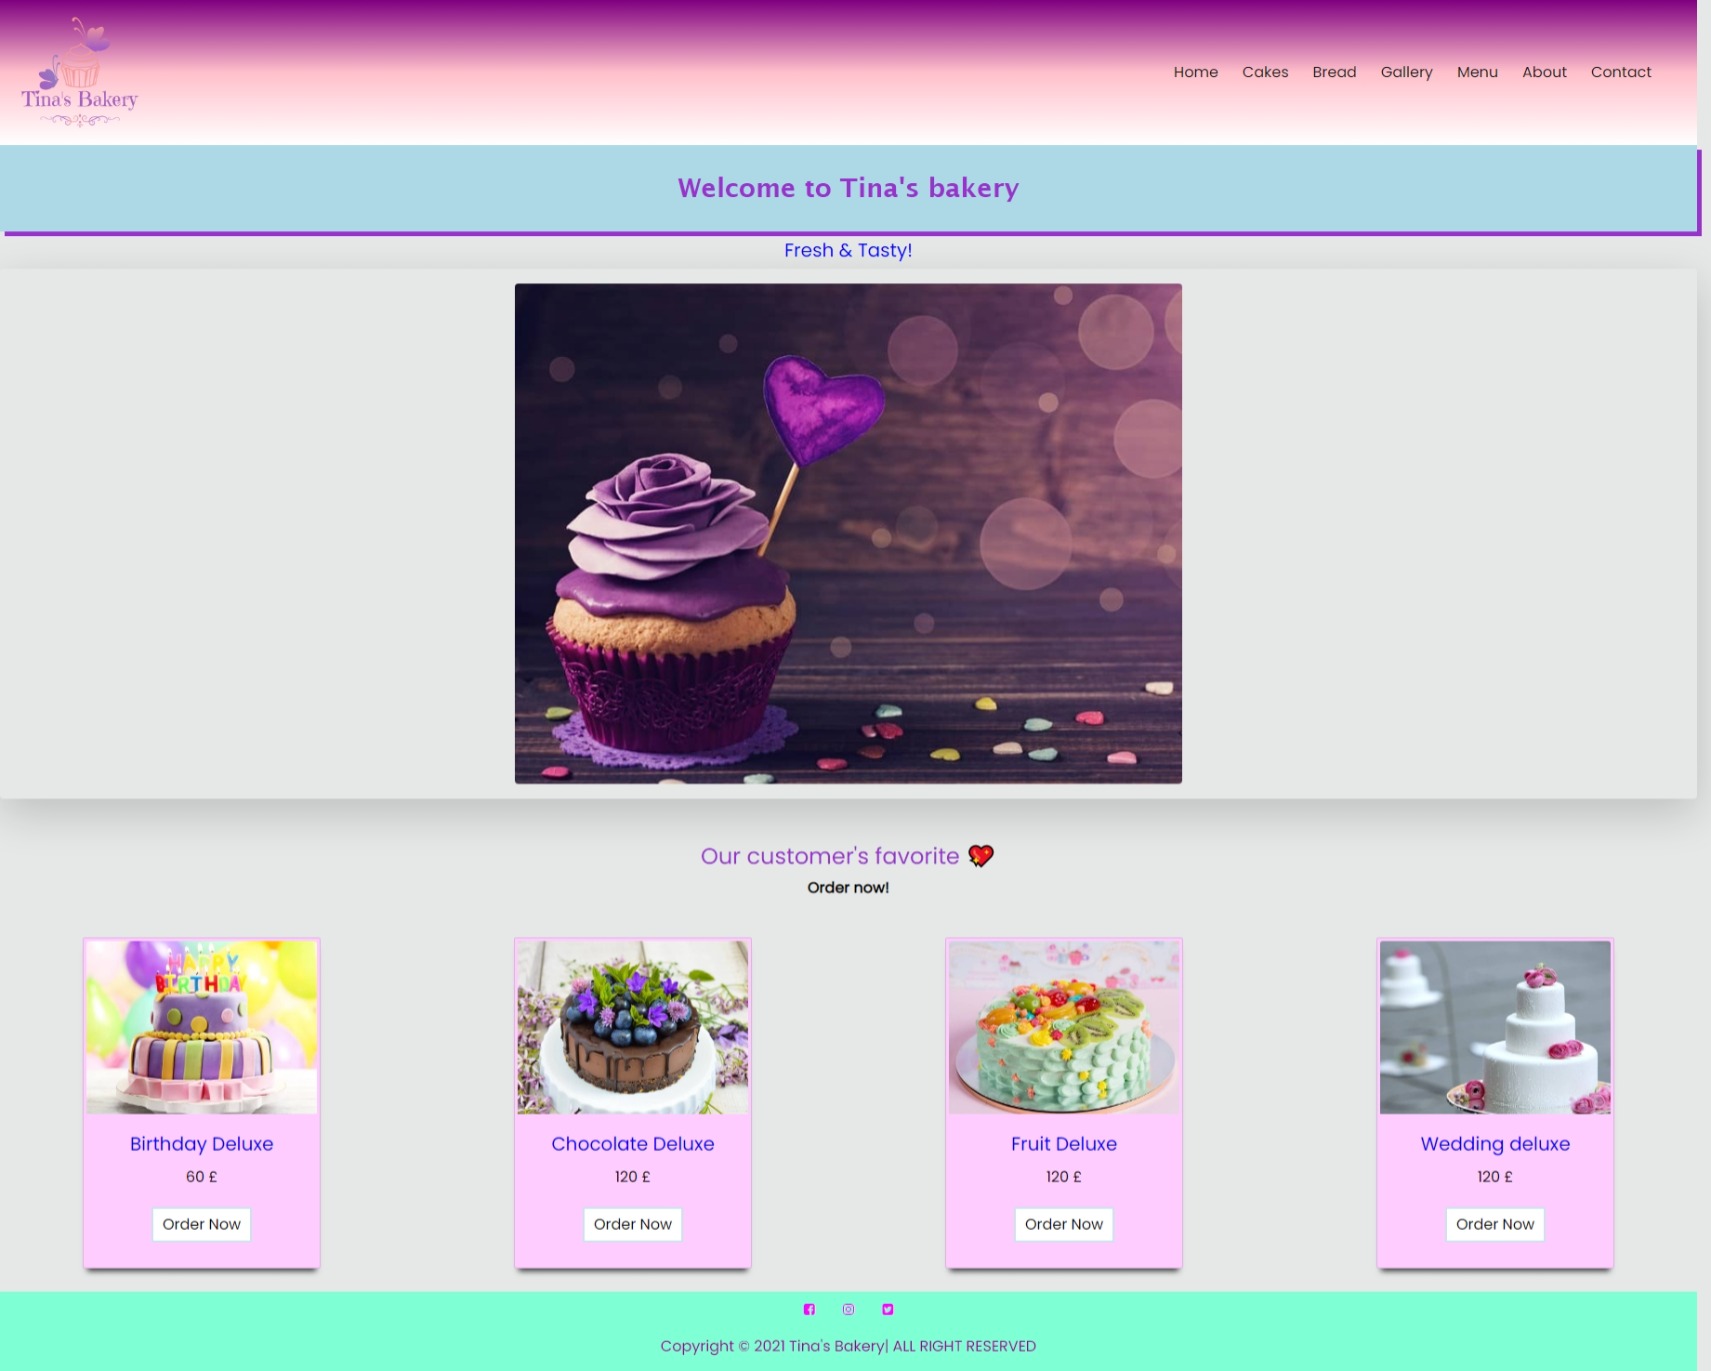 Tina's Bakery
Home Cakes Bread Gallery Menu About Contact
Welcome to Tina's bakery
Fresh & Tasty!
Our customer's favorite 💖
Order now!
HAPPY
BIRTHDAY
Birthday Deluxe
60 £
Order Now
Chocolate Deluxe
120 £
Order Now
Fruit Deluxe
120 £
Order Now
Wedding deluxe
120 £
Order Now
Copyright © 2021 Tina's Bakery| ALL RIGHT RESERVED